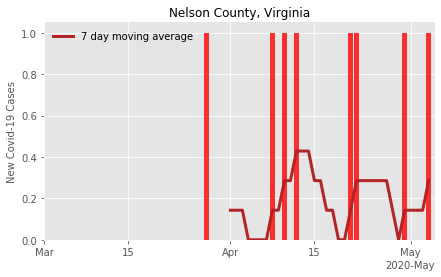 Nelson County, Virginia
7 day moving average
New Covid-19 Cases
1.0
0.8
0.6
0.4
0.2
0.0
Mar
15
Apr
15
May
2020-May